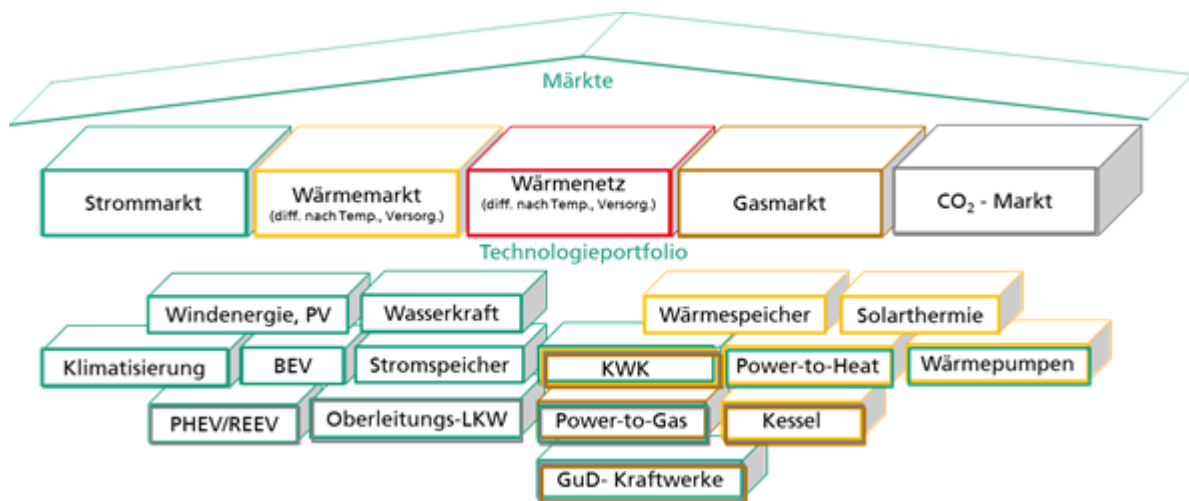 Märkte
Strommarkt
Wärmemarkt
(diff. nach Temp., Versorg.)
Wärmenetz
(diff. nach Temp., Versorg.)
Gasmarkt
CO₂ - Markt
Technologieportfolio
Windenergie, PV
Wasserkraft
Wärmespeicher
Solarthermie
Klimatisierung
BEV
Stromspeicher
KWK
Power-to-Heat
Wärmepumpen
PHEV/REEV
Oberleitungs-LKW
Power-to-Gas
Kessel
GuD- Kraftwerke